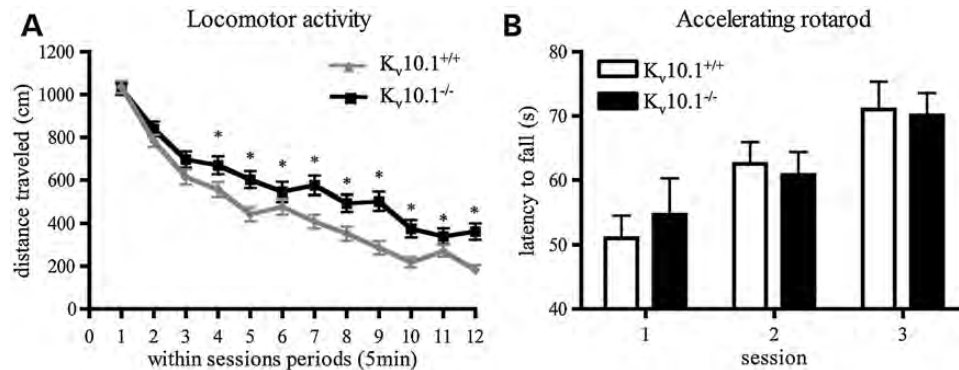 A
Locomotor activity
distance traveled (cm)
1200
1000
800
600
400
200
0
Kv10.1+/+
Kv10.1-/-
* * * * * * * * *
0 1 2 3 4 5 6 7 8 9 10 11 12
within sessions periods (5min)
B
Accelerating rotarod
latency to fall (s)
80
70
60
50
40
Kv10.1+/+
Kv10.1-/-
1 2 3
session